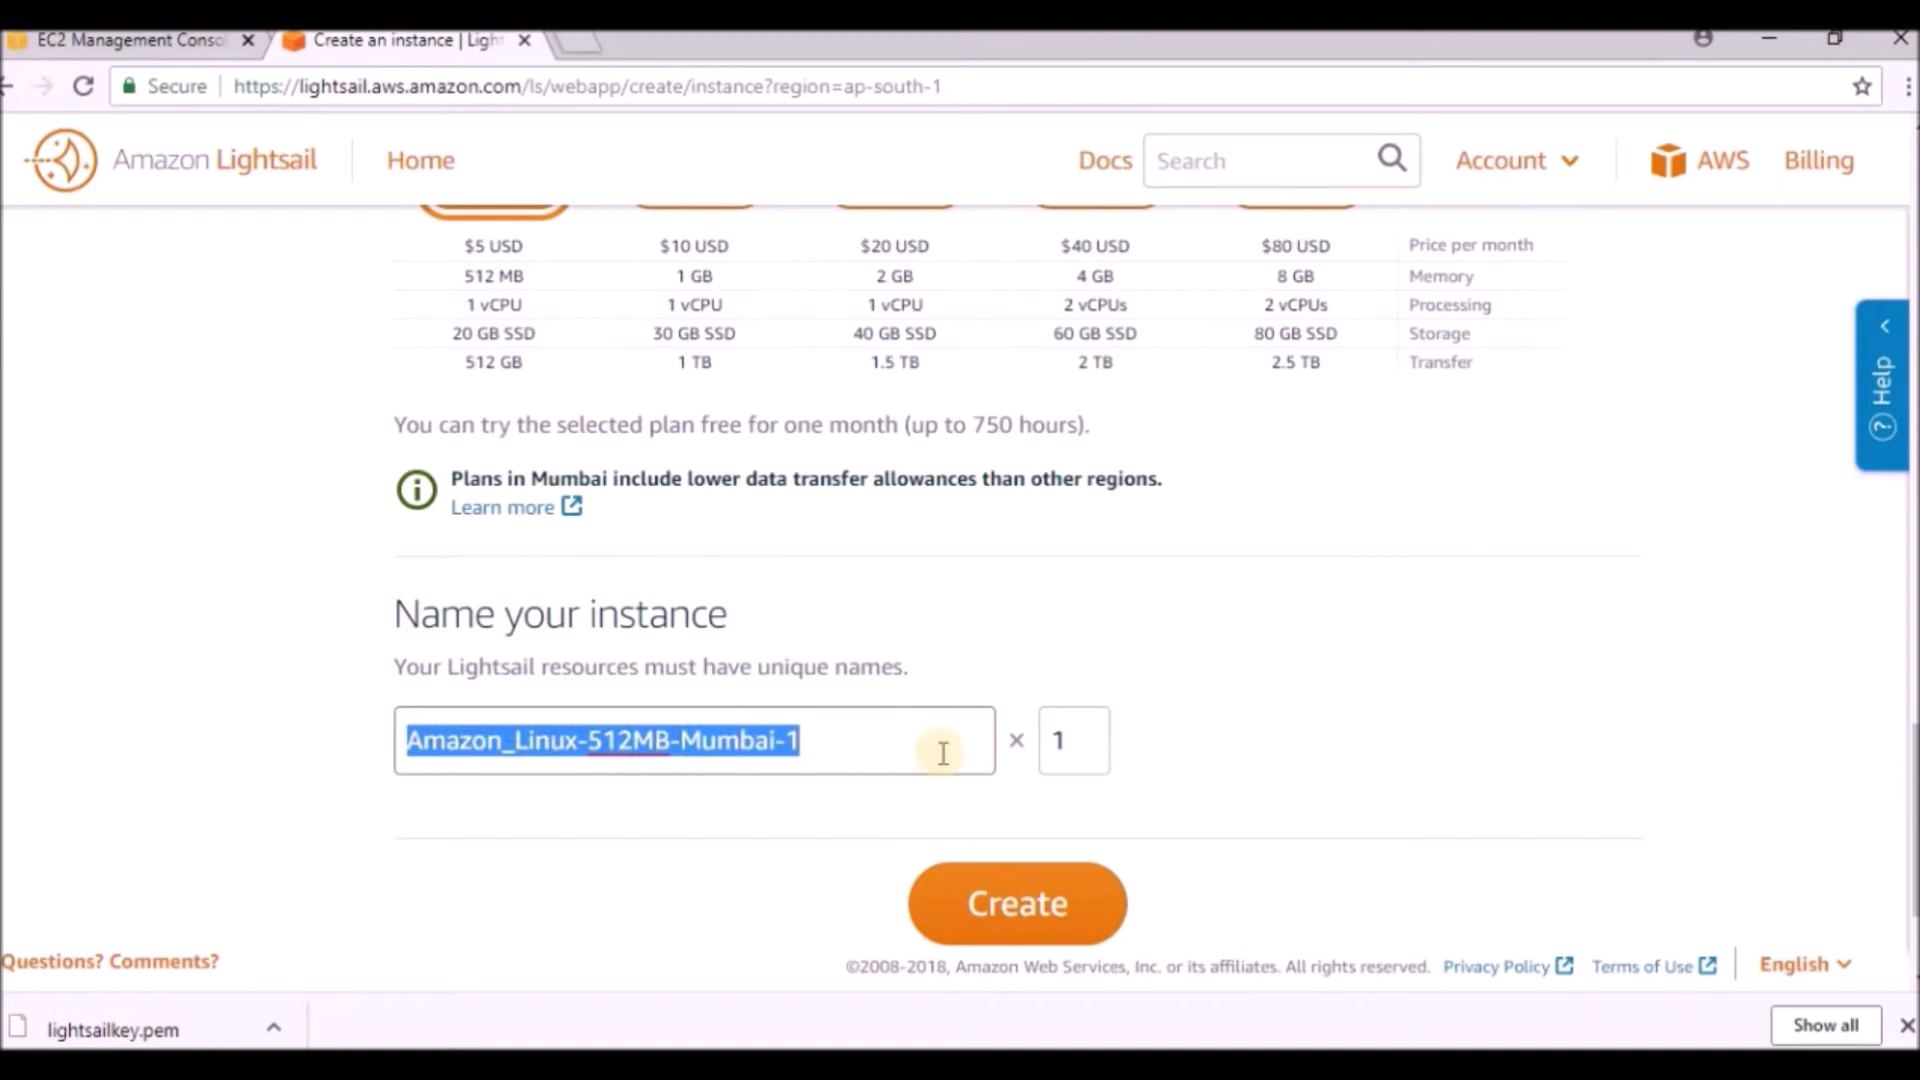 EC2 Management Conso
Create an instance | Ligh
Secure
https://lightsail.aws.amazon.com/ls/webapp/create/instance?region=ap-south-1
Amazon Lightsail
Home
Docs
Search
Account
AWS
Billing
$5 USD $10 USD $20 USD $40 USD $80 USD Price per month
512 MB 1 GB 2 GB 4 GB 8 GB Memory
1 vCPU 1 vCPU 1 vCPU 2 vCPUs 2 vCPUs Processing
20 GB SSD 30 GB SSD 40 GB SSD 60 GB SSD 80 GB SSD Storage
512 GB 1 TB 1.5 TB 2 TB 2.5 TB Transfer
Help
You can try the selected plan free for one month (up to 750 hours).
Plans in Mumbai include lower data transfer allowances than other regions.
Learn more
Name your instance
Your Lightsail resources must have unique names.
Amazon_Linux-512MB-Mumbai-1 × 1
Create
Questions? Comments?
©2008-2018, Amazon Web Services, Inc. or its affiliates. All rights reserved. Privacy Policy Terms of Use English
lightsailkey.pem
Show all